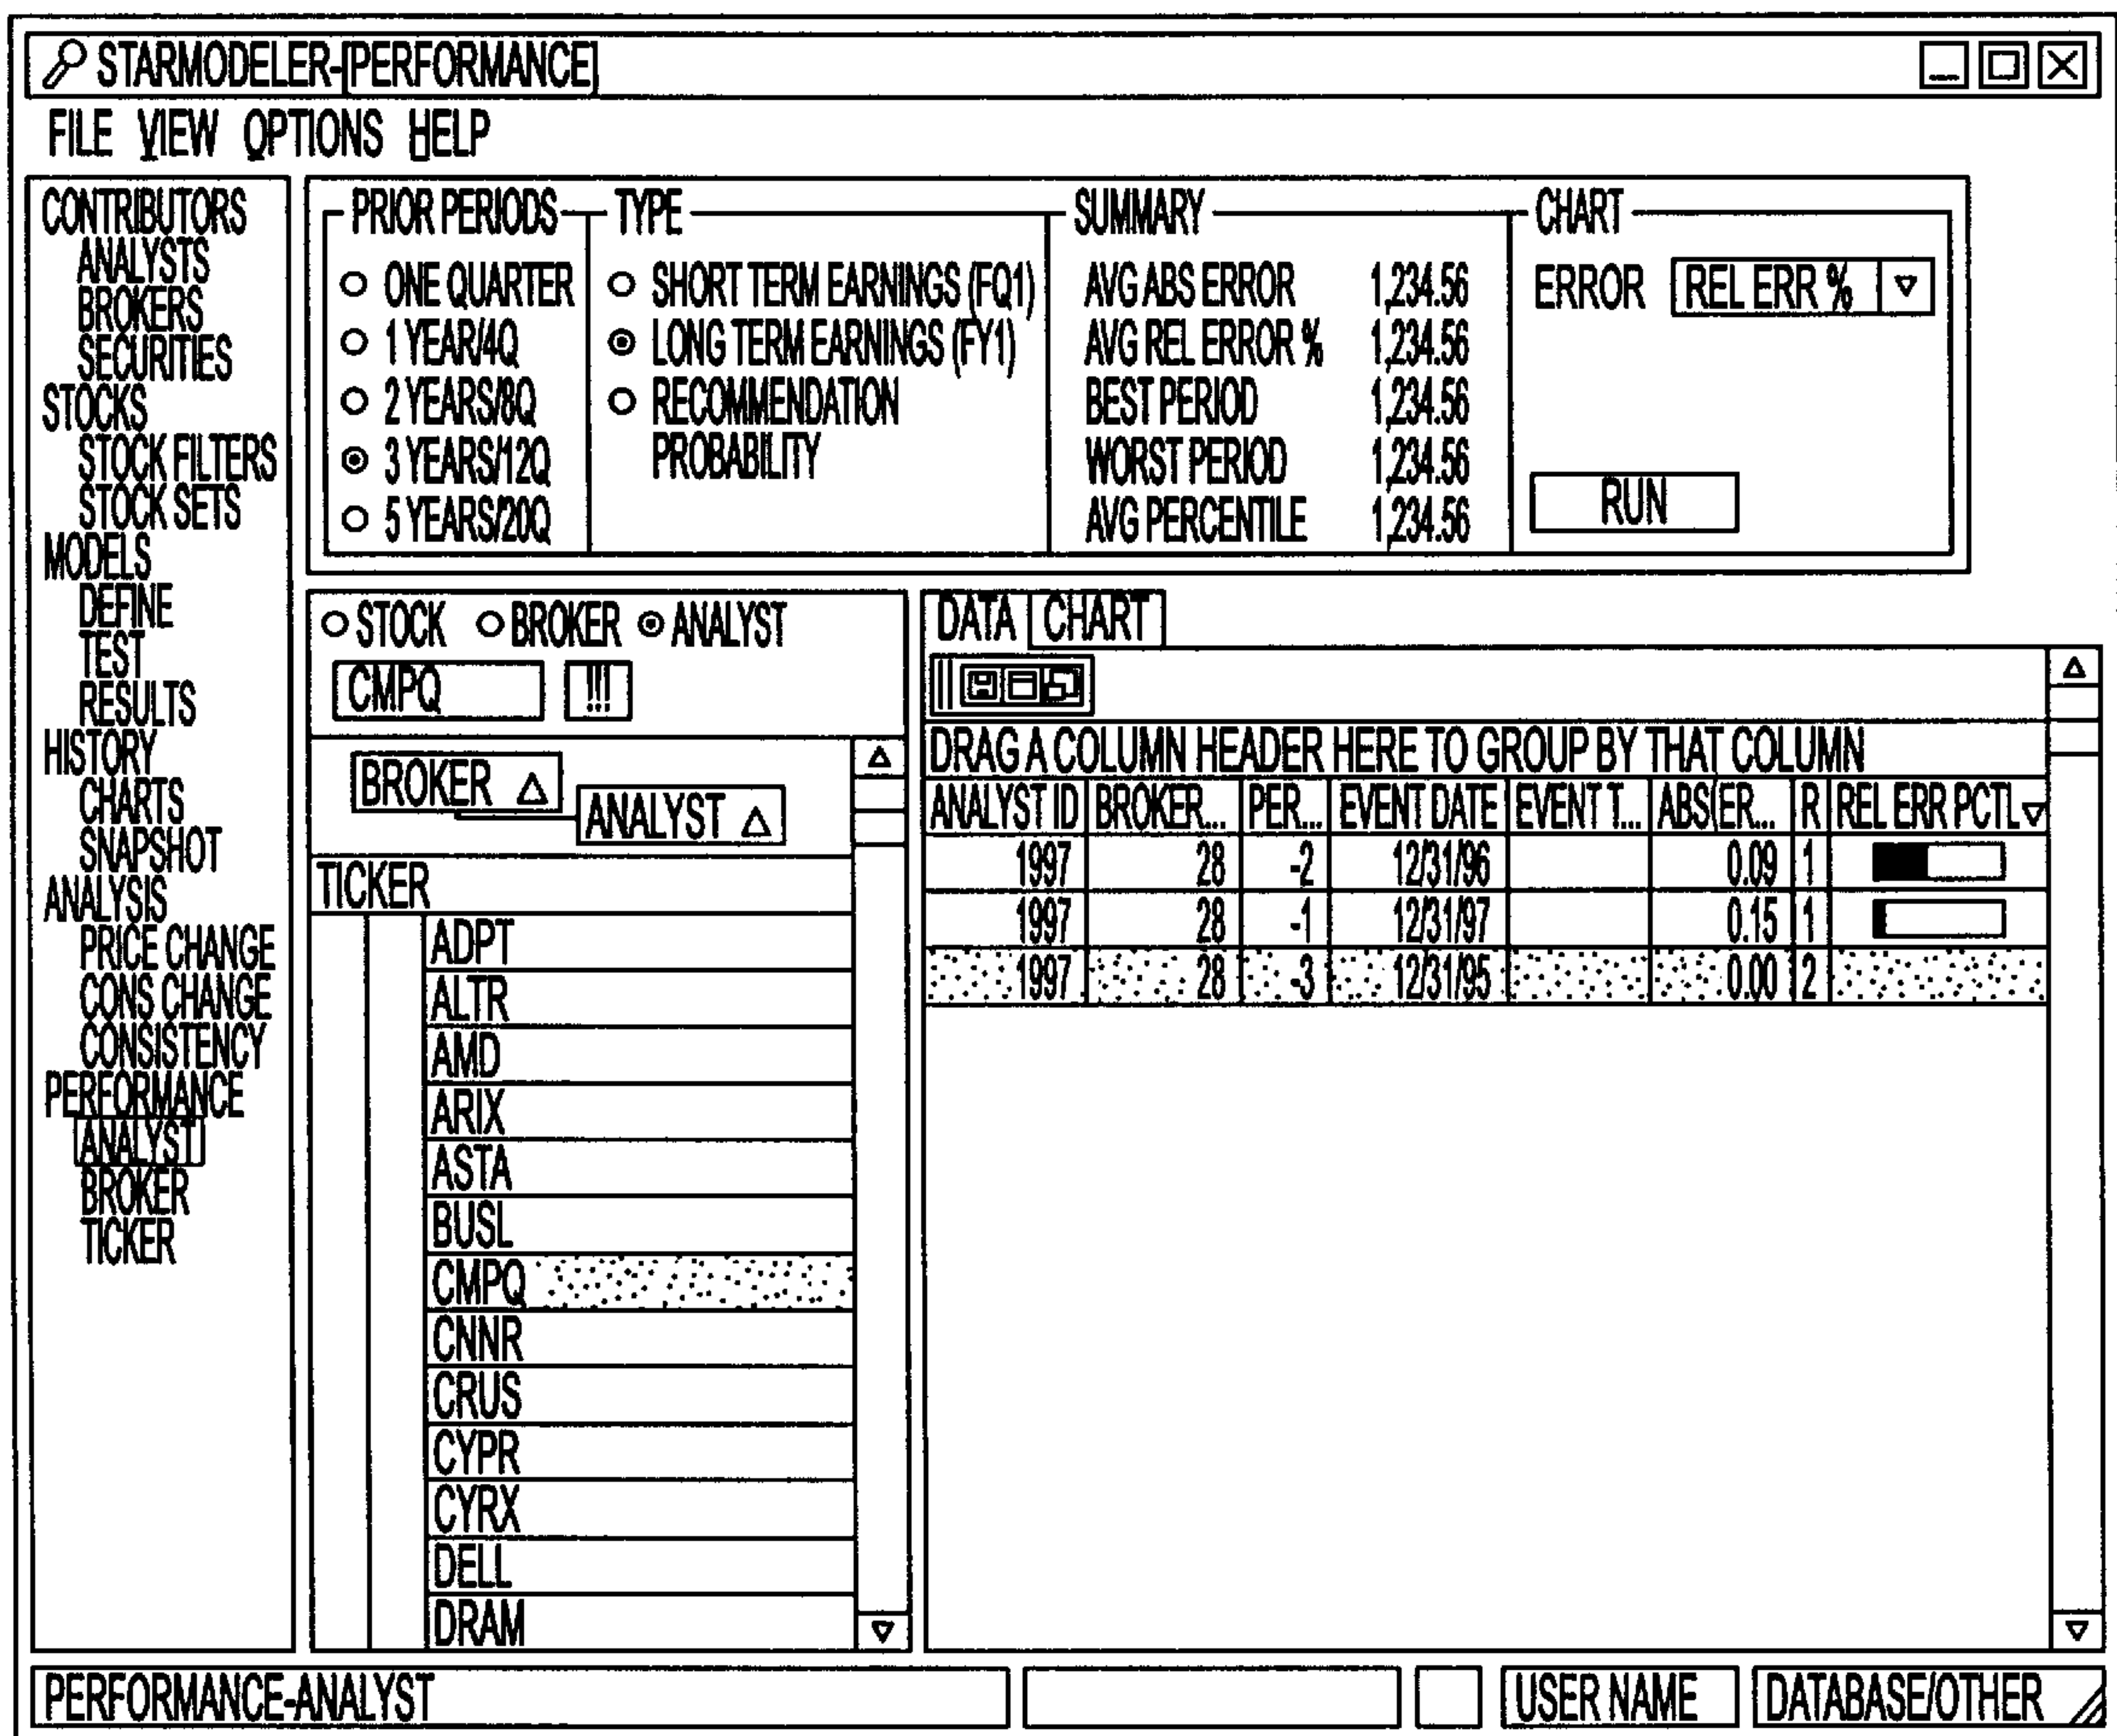 STARMODELER-[PERFORMANCE]
FILE VIEW OPTIONS HELP
CONTRIBUTORS
ANALYSTS
BROKERS
SECURITIES
STOCKS
STOCK FILTERS
STOCK SETS
MODELS
DEFINE
TEST
RESULTS
HISTORY
CHARTS
SNAPSHOT
ANALYSIS
PRICE CHANGE
CONS CHANGE
CONSISTENCY
PERFORMANCE
ANALYST
BROKER
TICKER
PRIOR PERIODS
ONE QUARTER
1 YEAR/4Q
2 YEARS/8Q
3 YEARS/12Q
5 YEARS/20Q
TYPE
SHORT TERM EARNINGS (FQ1)
LONG TERM EARNINGS (FY1)
RECOMMENDATION
PROBABILITY
SUMMARY
AVG ABS ERROR 1,234.56
AVG REL ERROR % 1,234.56
BEST PERIOD 1,234.56
WORST PERIOD 1,234.56
AVG PERCENTILE 1,234.56
CHART
ERROR REL ERR %
RUN
STOCK BROKER ANALYST
CMPQ !!!
BROKER
ANALYST
TICKER
ADPT
ALTR
AMD
ARIX
ASTA
BUSL
CMPQ
CNNR
CRUS
CYPR
CYRX
DELL
DRAM
DATA CHART
DRAG A COLUMN HEADER HERE TO GROUP BY THAT COLUMN
ANALYST ID BROKER... PER... EVENT DATE EVENT T... ABS(ER... R REL ERR PCTL
1997 28 -2 12/31/96 0.09 1
1997 28 -1 12/31/97 0.15 1
1997 28 -3 12/31/95 0.00 2
PERFORMANCE-ANALYST USER NAME DATABASE/OTHER